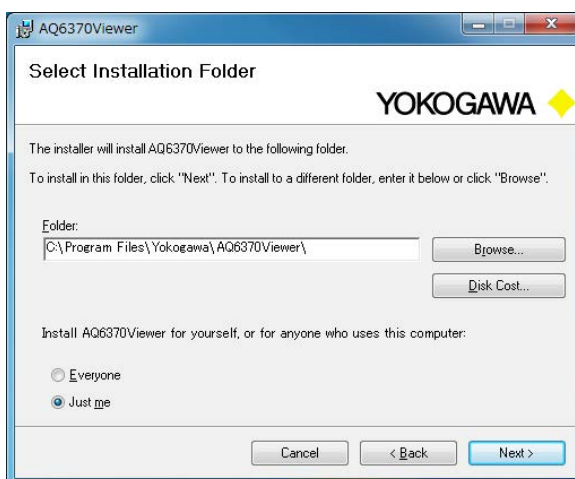 AQ6370Viewer
Select Installation Folder
YOKOGAWA
The installer will install AQ6370Viewer to the following folder.
To install in this folder, click "Next". To install to a different folder, enter it below or click "Browse".
Folder:
C:\Program Files\Yokogawa\AQ6370Viewer\
Browse...
Disk Cost...
Install AQ6370Viewer for yourself, or for anyone who uses this computer:
Everyone
Just me
Cancel
< Back
Next >